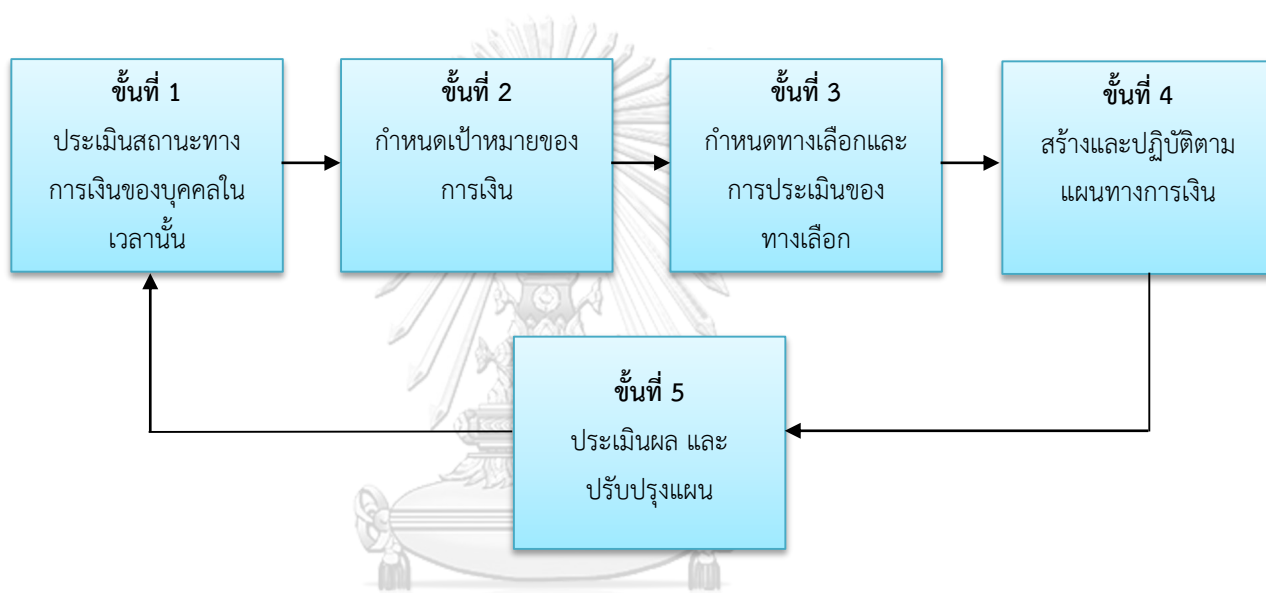 ขั้นที่ 1
ประเมินสถานะทาง
การเงินของบุคคลใน
เวลานั้น
ขั้นที่ 2
กำหนดเป้าหมายของ
การเงิน
ขั้นที่ 3
กำหนดทางเลือกและ
การประเมินของ
ทางเลือก
ขั้นที่ 4
สร้างและปฏิบัติตาม
แผนทางการเงิน
ขั้นที่ 5
ประเมินผล และ
ปรับปรุงแผน